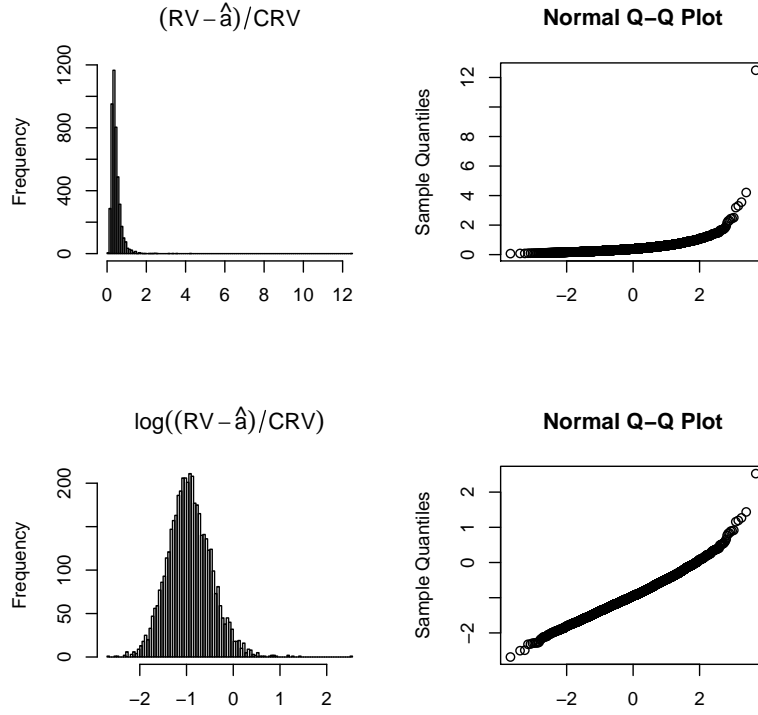 (RV−â)/CRV
Frequency
1200
800
400
0
0 2 4 6 8 10 12
Normal Q−Q Plot
Sample Quantiles
12
8
6
4
2
0
−2 0 2
log((RV−â)/CRV)
Frequency
200
150
100
50
0
−2 −1 0 1 2
Normal Q−Q Plot
Sample Quantiles
2
1
0
−2
−2 0 2